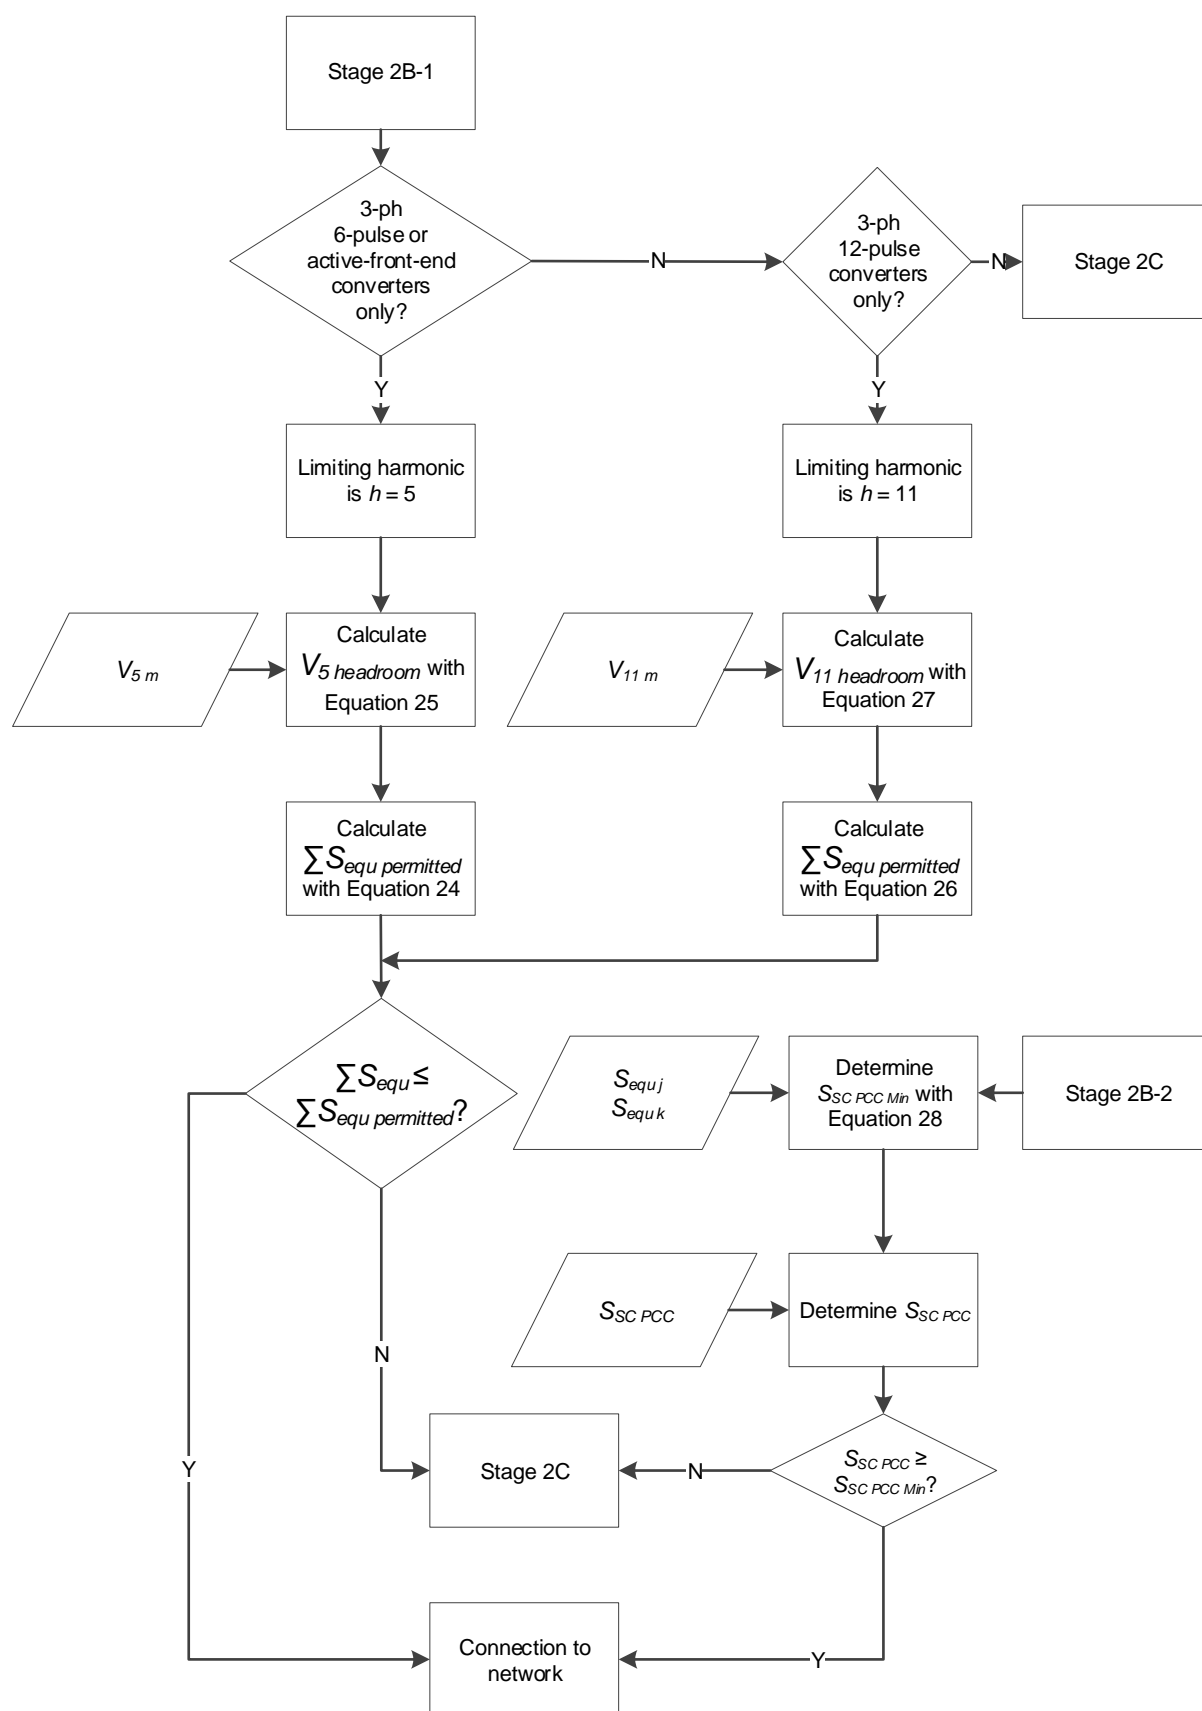 Stage 2B-1
3-ph
6-pulse or
active-front-end
converters
only?
N
3-ph
12-pulse
converters
only?
N
Stage 2C
Y
Y
Limiting harmonic
is h = 5
Limiting harmonic
is h = 11
V5 m
Calculate
V5 headroom with
Equation 25
V11 m
Calculate
V11 headroom with
Equation 27
Calculate
∑Sequ permitted
with Equation 24
Calculate
∑Sequ permitted
with Equation 26
∑Sequ ≤
∑Sequ permitted?
Sequ j
Sequ k
Determine
SSC PCC Min with
Equation 28
Stage 2B-2
SSC PCC
Determine SSC PCC
N
Y
Stage 2C
N
SSC PCC ≥
SSC PCC Min?
Connection to
network
Y